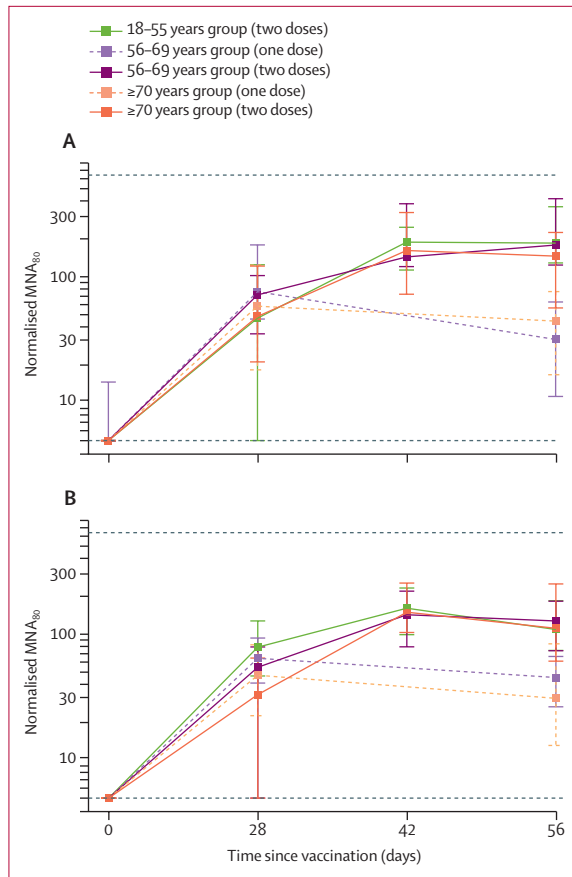 18–55 years group (two doses)
56–69 years group (one dose)
56–69 years group (two doses)
≥70 years group (one dose)
≥70 years group (two doses)
A
300
100
30
10
Normalised MNA₈₀
B
300
100
30
10
Normalised MNA₈₀
0 28 42 56
Time since vaccination (days)